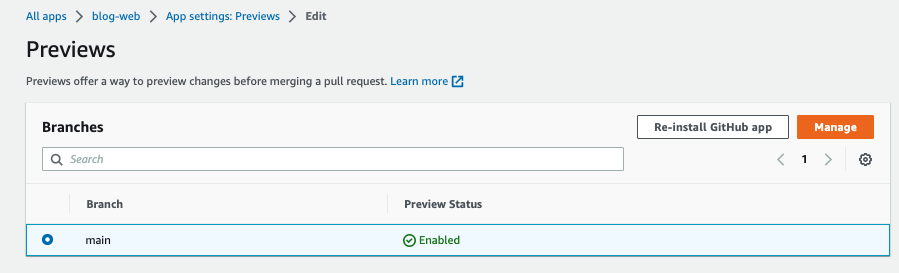 All apps blog-web App settings: Previews Edit
Previews
Previews offer a way to preview changes before merging a pull request. Learn more
Branches Re-install GitHub app Manage
Search 1
Branch Preview Status
main Enabled